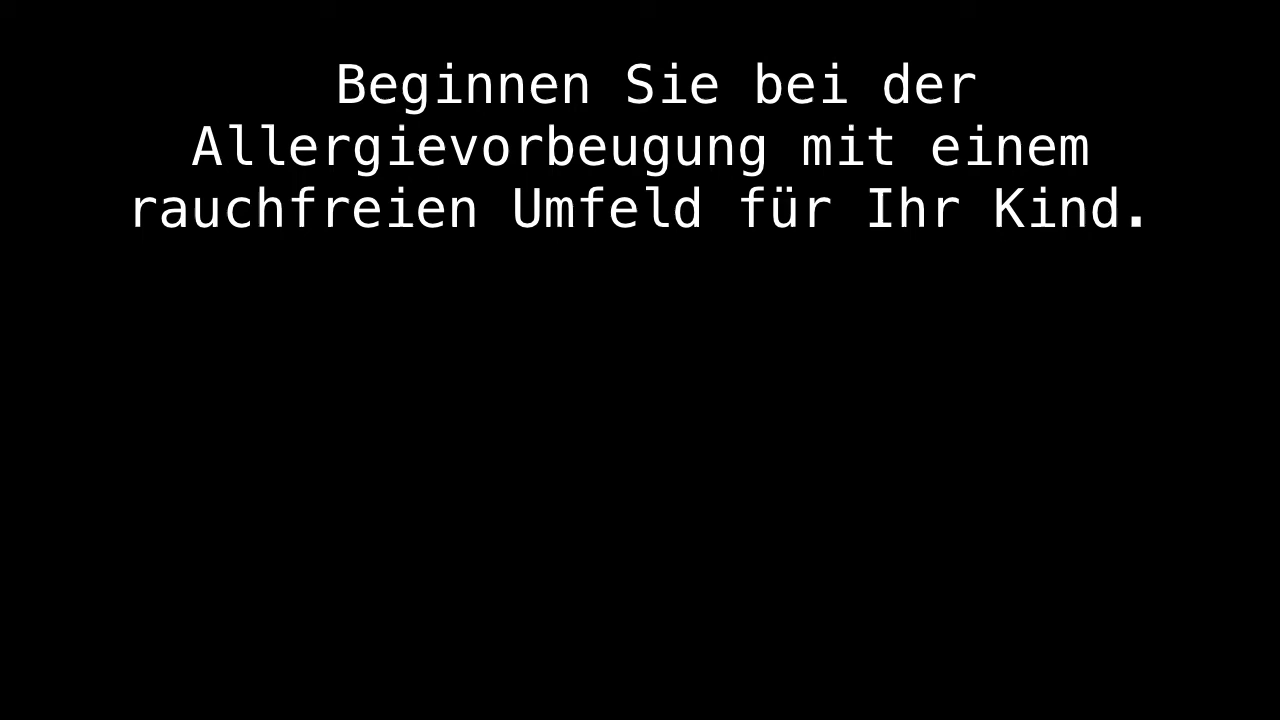 Beginnen Sie bei der
Allergievorbeugung mit einem
rauchfreien Umfeld für Ihr Kind.